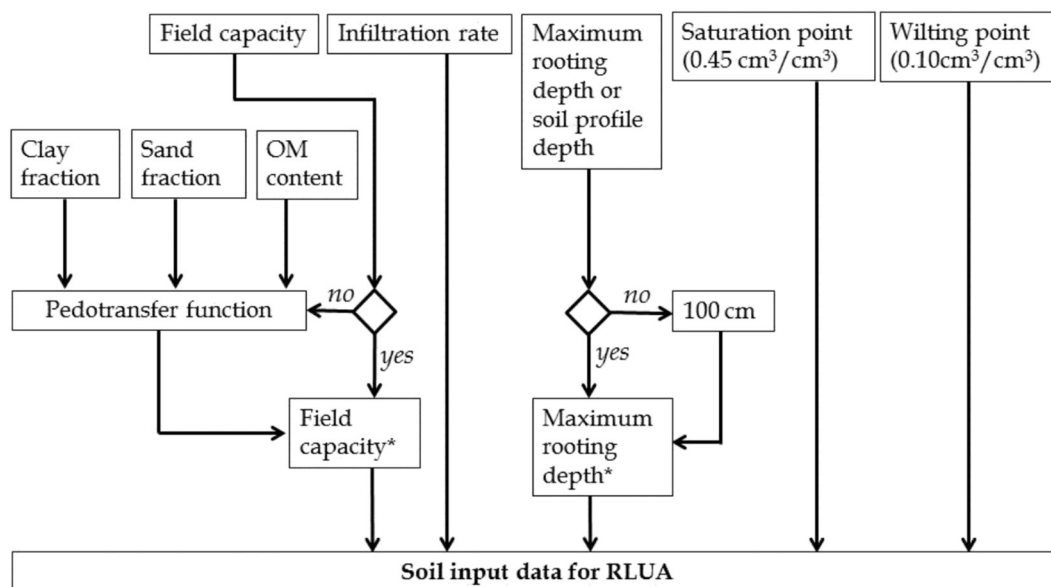 Field capacity
Infiltration rate
Maximum
rooting
depth or
soil profile
depth
Saturation point
(0.45 cm³/cm³)
Wilting point
(0.10cm³/cm³)
Clay
fraction
Sand
fraction
OM
content
Pedotransfer function
no
yes
no
100 cm
yes
Field
capacity*
Maximum
rooting
depth*
Soil input data for RLUA